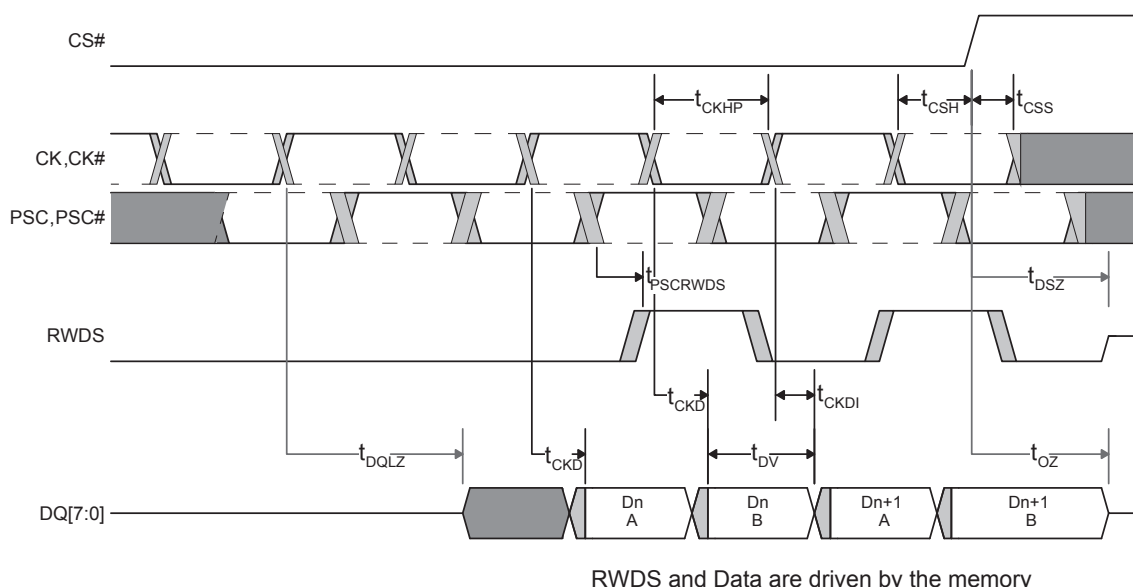 CS#
tCKHP
tCSH
tCSS
CK,CK#
PSC,PSC#
tPSCRWDS
tDSZ
RWDS
tCKD
tCKDI
tDQLZ
tCKD
tDV
tOZ
DQ[7:0]
Dn
A
Dn
B
Dn+1
A
Dn+1
B
RWDS and Data are driven by the memory